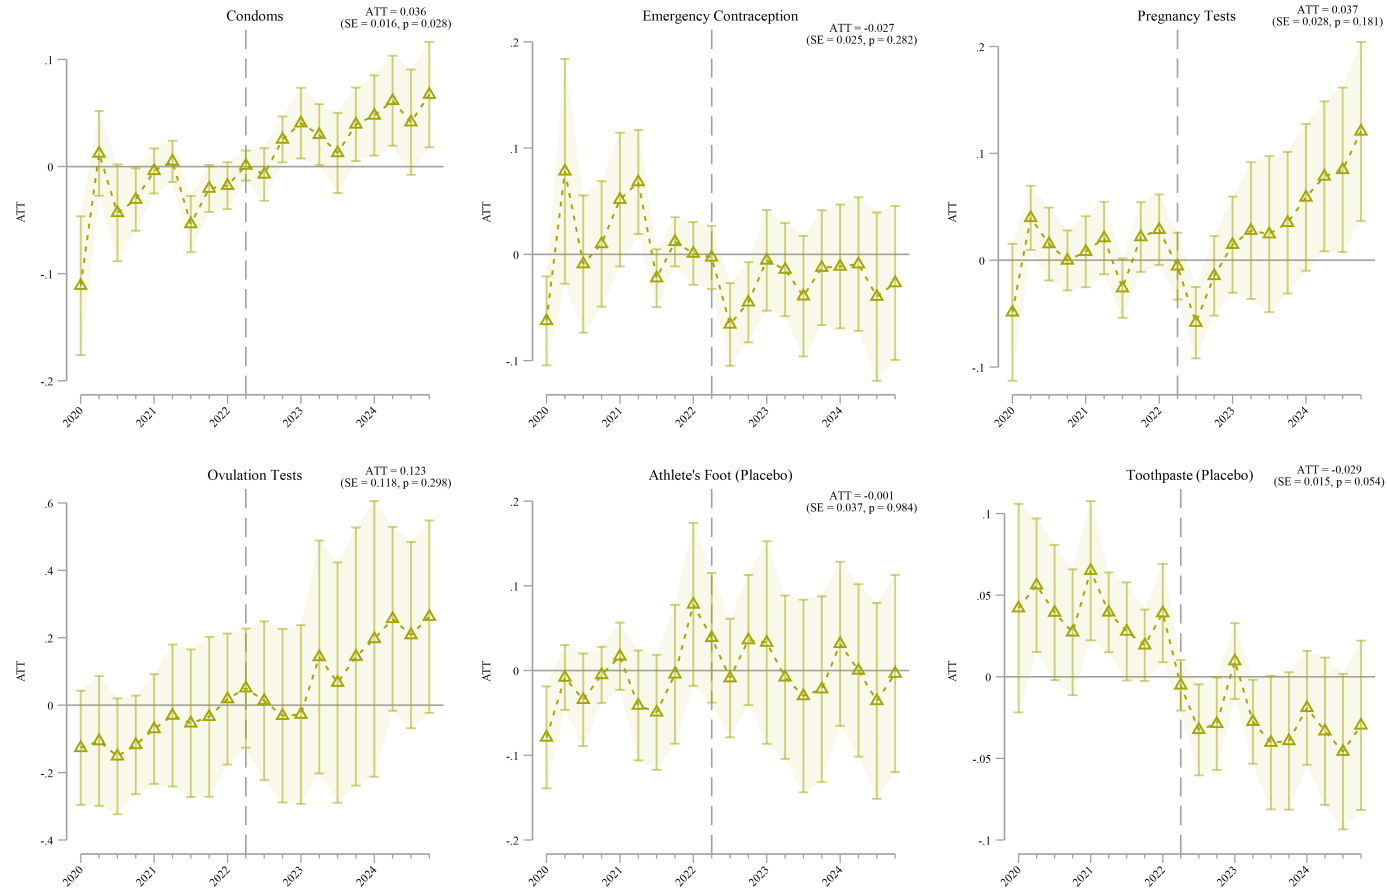 Condoms
ATT = 0.036
(SE = 0.016, p = 0.028)
.1
0
-.1
-.2
ATT
2020
2021
2022
2023
2024
Emergency Contraception
ATT = -0.027
(SE = 0.025, p = 0.282)
.2
.1
0
-.1
ATT
2020
2021
2022
2023
2024
Pregnancy Tests
ATT = 0.037
(SE = 0.028, p = 0.181)
.2
.1
0
-.1
ATT
2020
2021
2022
2023
2024
Ovulation Tests
ATT = 0.123
(SE = 0.118, p = 0.298)
.6
.4
.2
0
-.2
-.4
ATT
2020
2021
2022
2023
2024
Athlete's Foot (Placebo)
ATT = -0.001
(SE = 0.037, p = 0.984)
.2
.1
0
-.1
-.2
ATT
2020
2021
2022
2023
2024
Toothpaste (Placebo)
ATT = -0.029
(SE = 0.015, p = 0.054)
.1
.05
0
-.05
-.1
ATT
2020
2021
2022
2023
2024